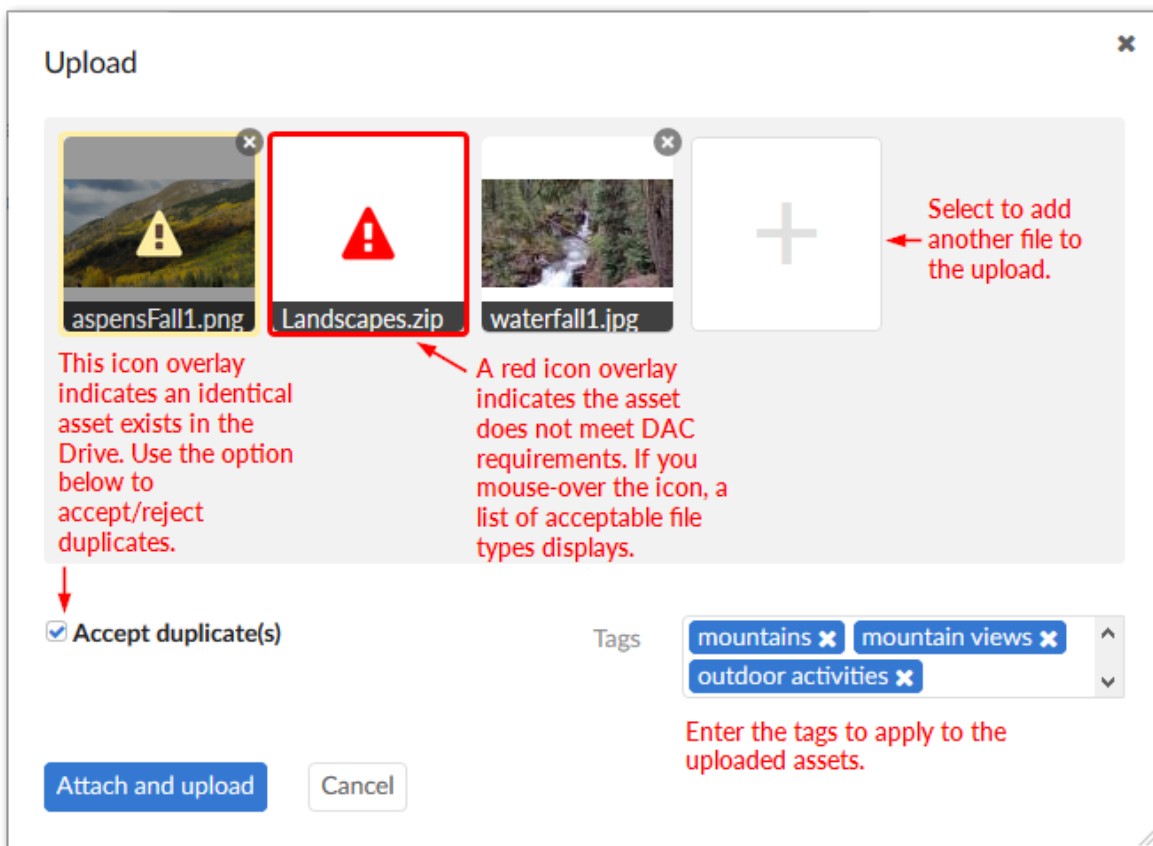 Upload
aspensFall1.png
Landscapes.zip
waterfall1.jpg
Select to add
another file to
the upload.
This icon overlay
indicates an identical
asset exists in the
Drive. Use the option
below to
accept/reject
duplicates.
A red icon overlay
indicates the asset
does not meet DAC
requirements. If you
mouse-over the icon, a
list of acceptable file
types displays.
Accept duplicate(s)
Tags
mountains
mountain views
outdoor activities
Enter the tags to apply to the
uploaded assets.
Attach and upload
Cancel